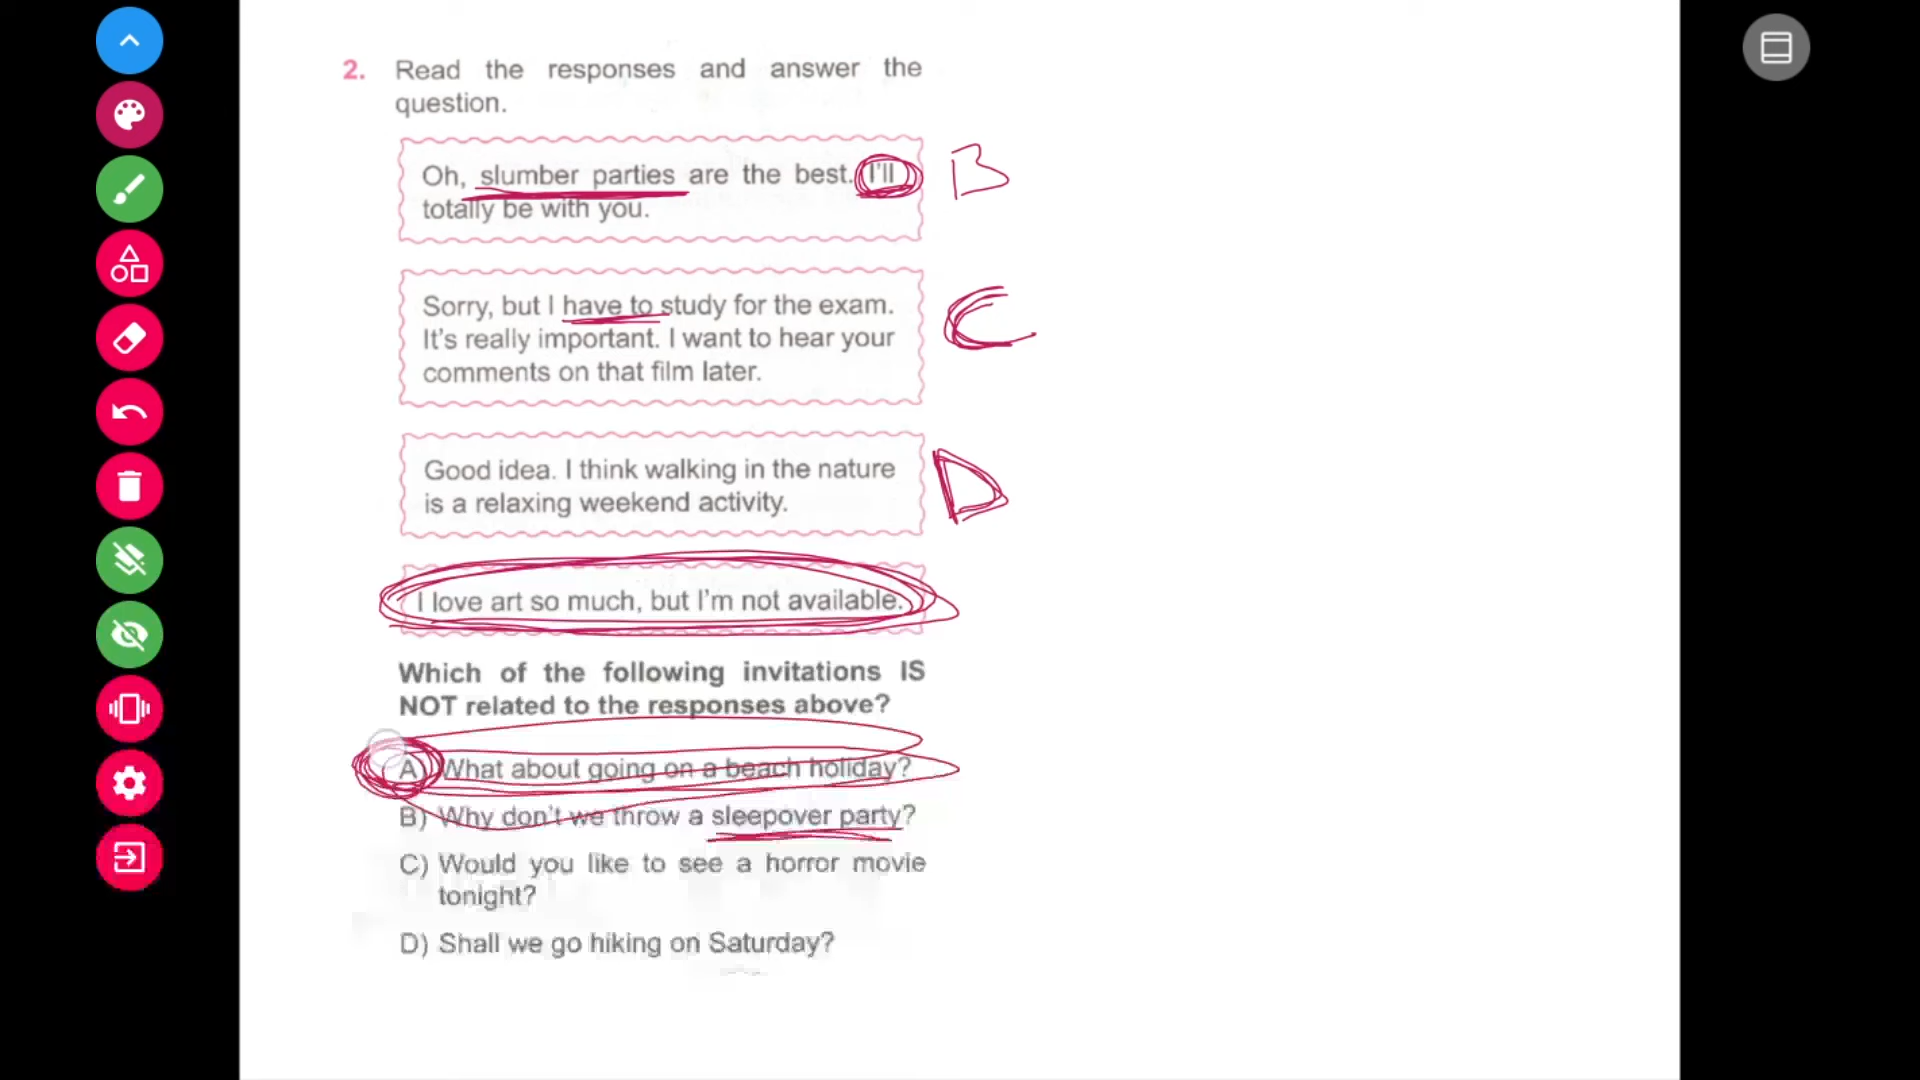 2. Read the responses and answer the
question.
Oh, slumber parties are the best. I'll
totally be with you.
B
Sorry, but I have to study for the exam.
It's really important. I want to hear your
comments on that film later.
C
Good idea. I think walking in the nature
is a relaxing weekend activity.
D
I love art so much, but I'm not available.
Which of the following invitations IS
NOT related to the responses above?
A) What about going on a beach holiday?
B) Why don't we throw a sleepover party?
C) Would you like to see a horror movie
tonight?
D) Shall we go hiking on Saturday?